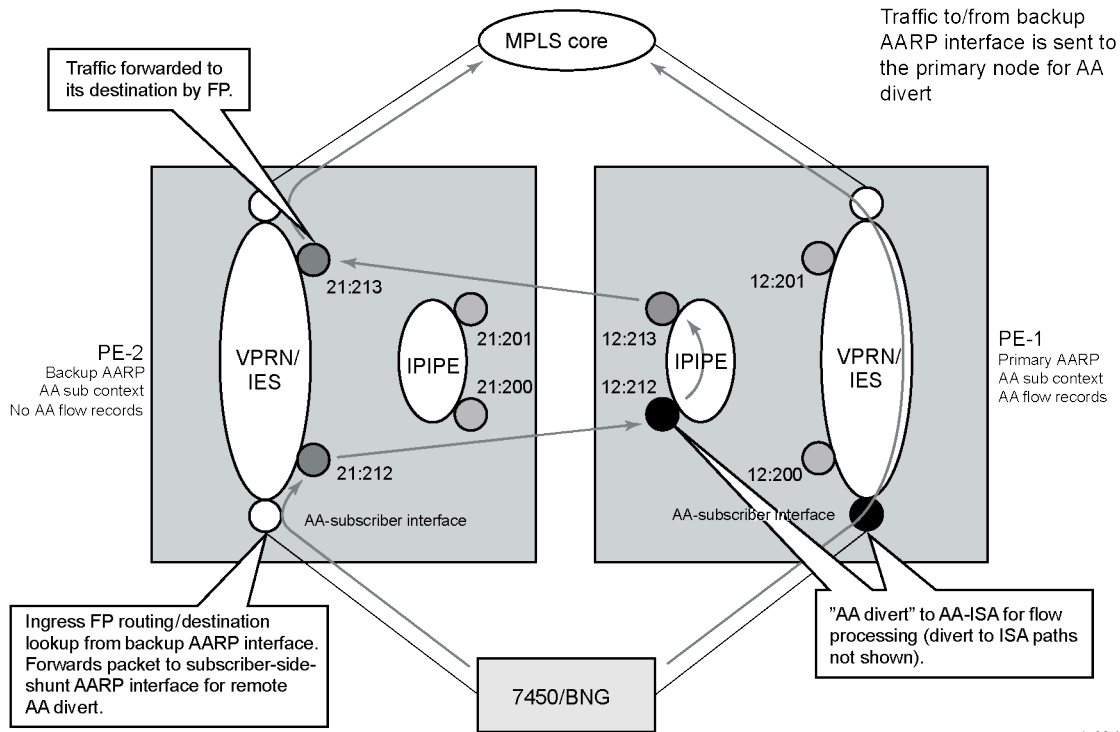 MPLS core
Traffic to/from backup
AARP interface is sent to
the primary node for AA
divert
Traffic forwarded to
its destination by FP.
21:213
12:201
21:201
12:213
VPRN/
IES
IPIPE
IPIPE
VPRN/
IES
PE-2
Backup AARP
AA sub context
No AA flow records
PE-1
Primary AARP
AA sub context
AA flow records
21:200
12:212
21:212
12:200
AA-subscriber interface
AA-subscriber interface
Ingress FP routing/destination
lookup from backup AARP interface.
Forwards packet to subscriber-side-
shunt AARP interface for remote
AA divert.
"AA divert" to AA-ISA for flow
processing (divert to ISA paths
not shown).
7450/BNG